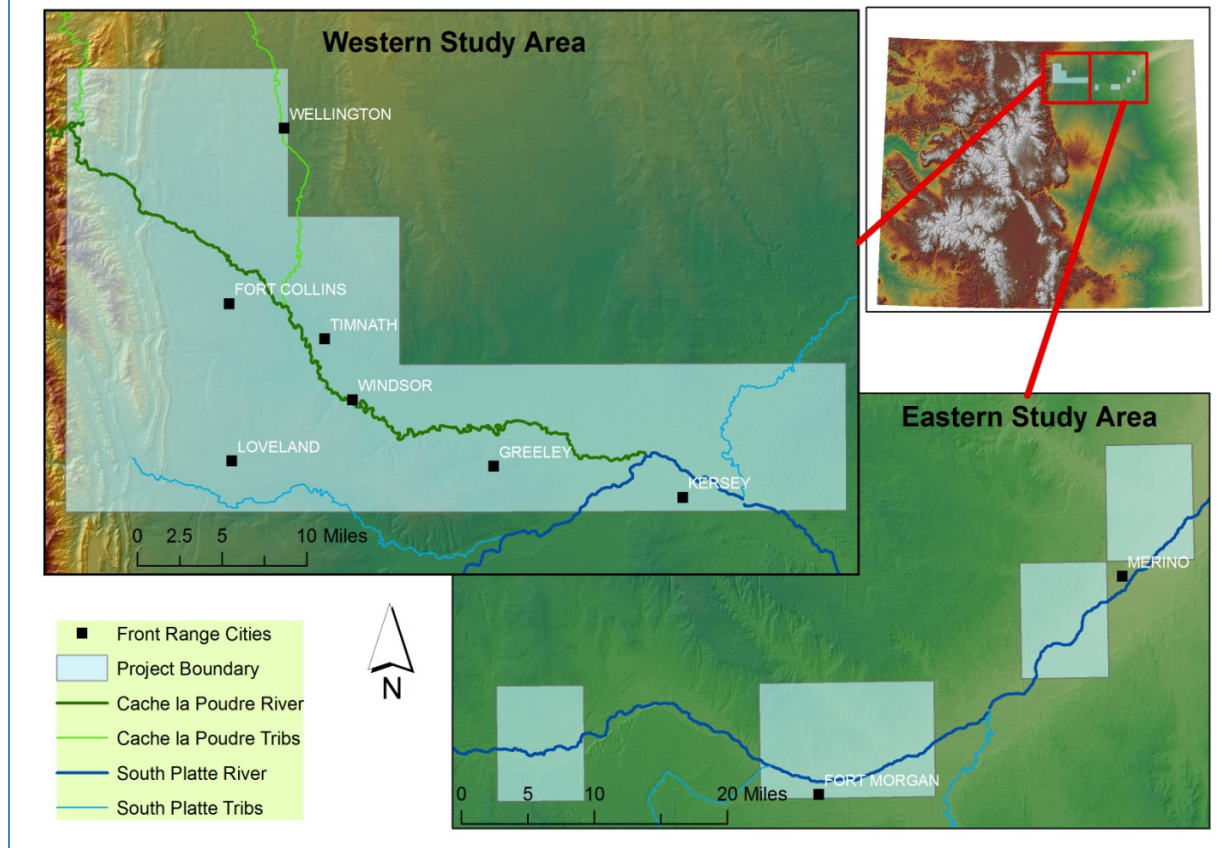 Western Study Area
WELLINGTON
FORT COLLINS
TIMNATH
WINDSOR
LOVELAND
GREELEY
KERSEY
0 2.5 5 10 Miles
Eastern Study Area
MERINO
FORT MORGAN
0 5 10 20 Miles
Front Range Cities
Project Boundary
Cache la Poudre River
Cache la Poudre Tribs
South Platte River
South Platte Tribs
N